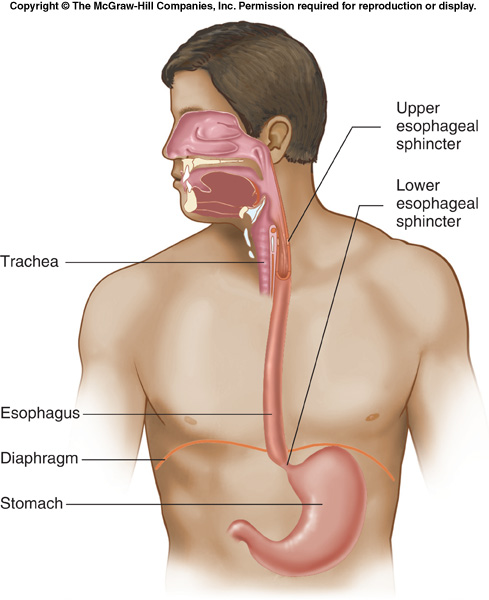 Copyright © The McGraw-Hill Companies, Inc. Permission required for reproduction or display.
Upper
esophageal
sphincter
Lower
esophageal
sphincter
Trachea
Esophagus
Diaphragm
Stomach